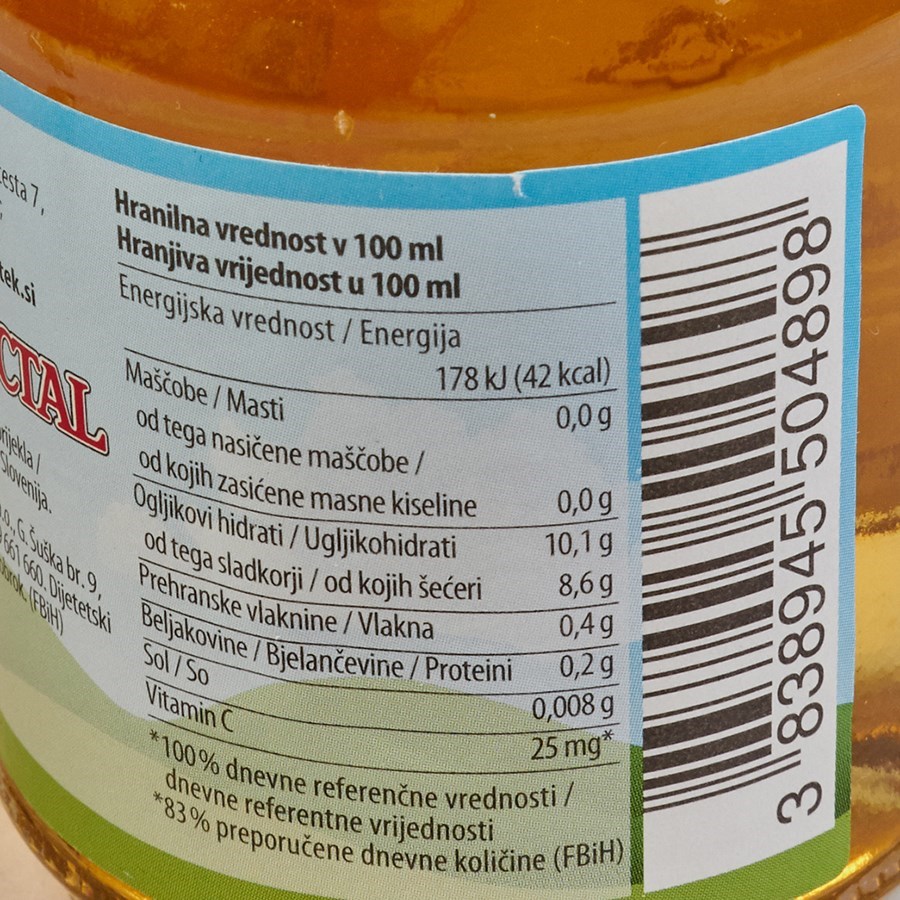 esta 7,
tek.si
CTAL
rijekla /
Slovenija.
o., G. Šuška br. 9,
661 660. Dijetetski
obrok. (FBiH)
Hranilna vrednost v 100 ml
Hranjiva vrijednost u 100 ml
Energijska vrednost / Energija
178 kJ (42 kcal)
Maščobe / Masti 0,0 g
od tega nasičene maščobe /
od kojih zasićene masne kiseline 0,0 g
Ogljikovi hidrati / Ugljikohidrati 10,1 g
od tega sladkorji / od kojih šećeri 8,6 g
Prehranske vlaknine / Vlakna 0,4 g
Beljakovine / Bjelančevine / Proteini 0,2 g
Sol / So 0,008 g
Vitamin C 25 mg*
*100% dnevne referenčne vrednosti /
dnevne referentne vrijednosti
*83% preporučene dnevne količine (FBiH)
3 838945 504898